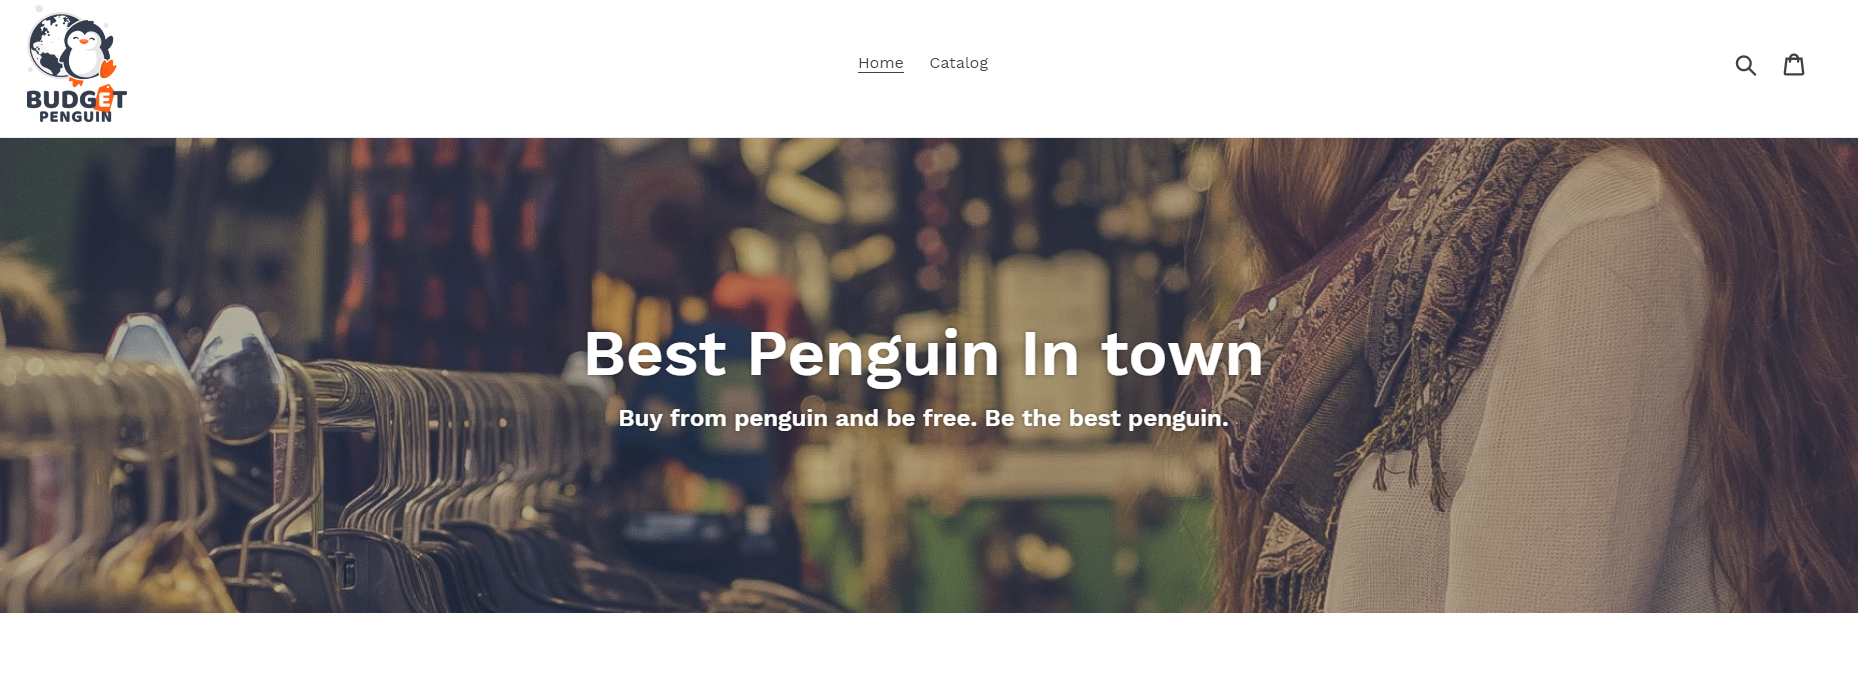 BUDGET
PENGUIN
Home Catalog
Best Penguin In town
Buy from penguin and be free. Be the best penguin.